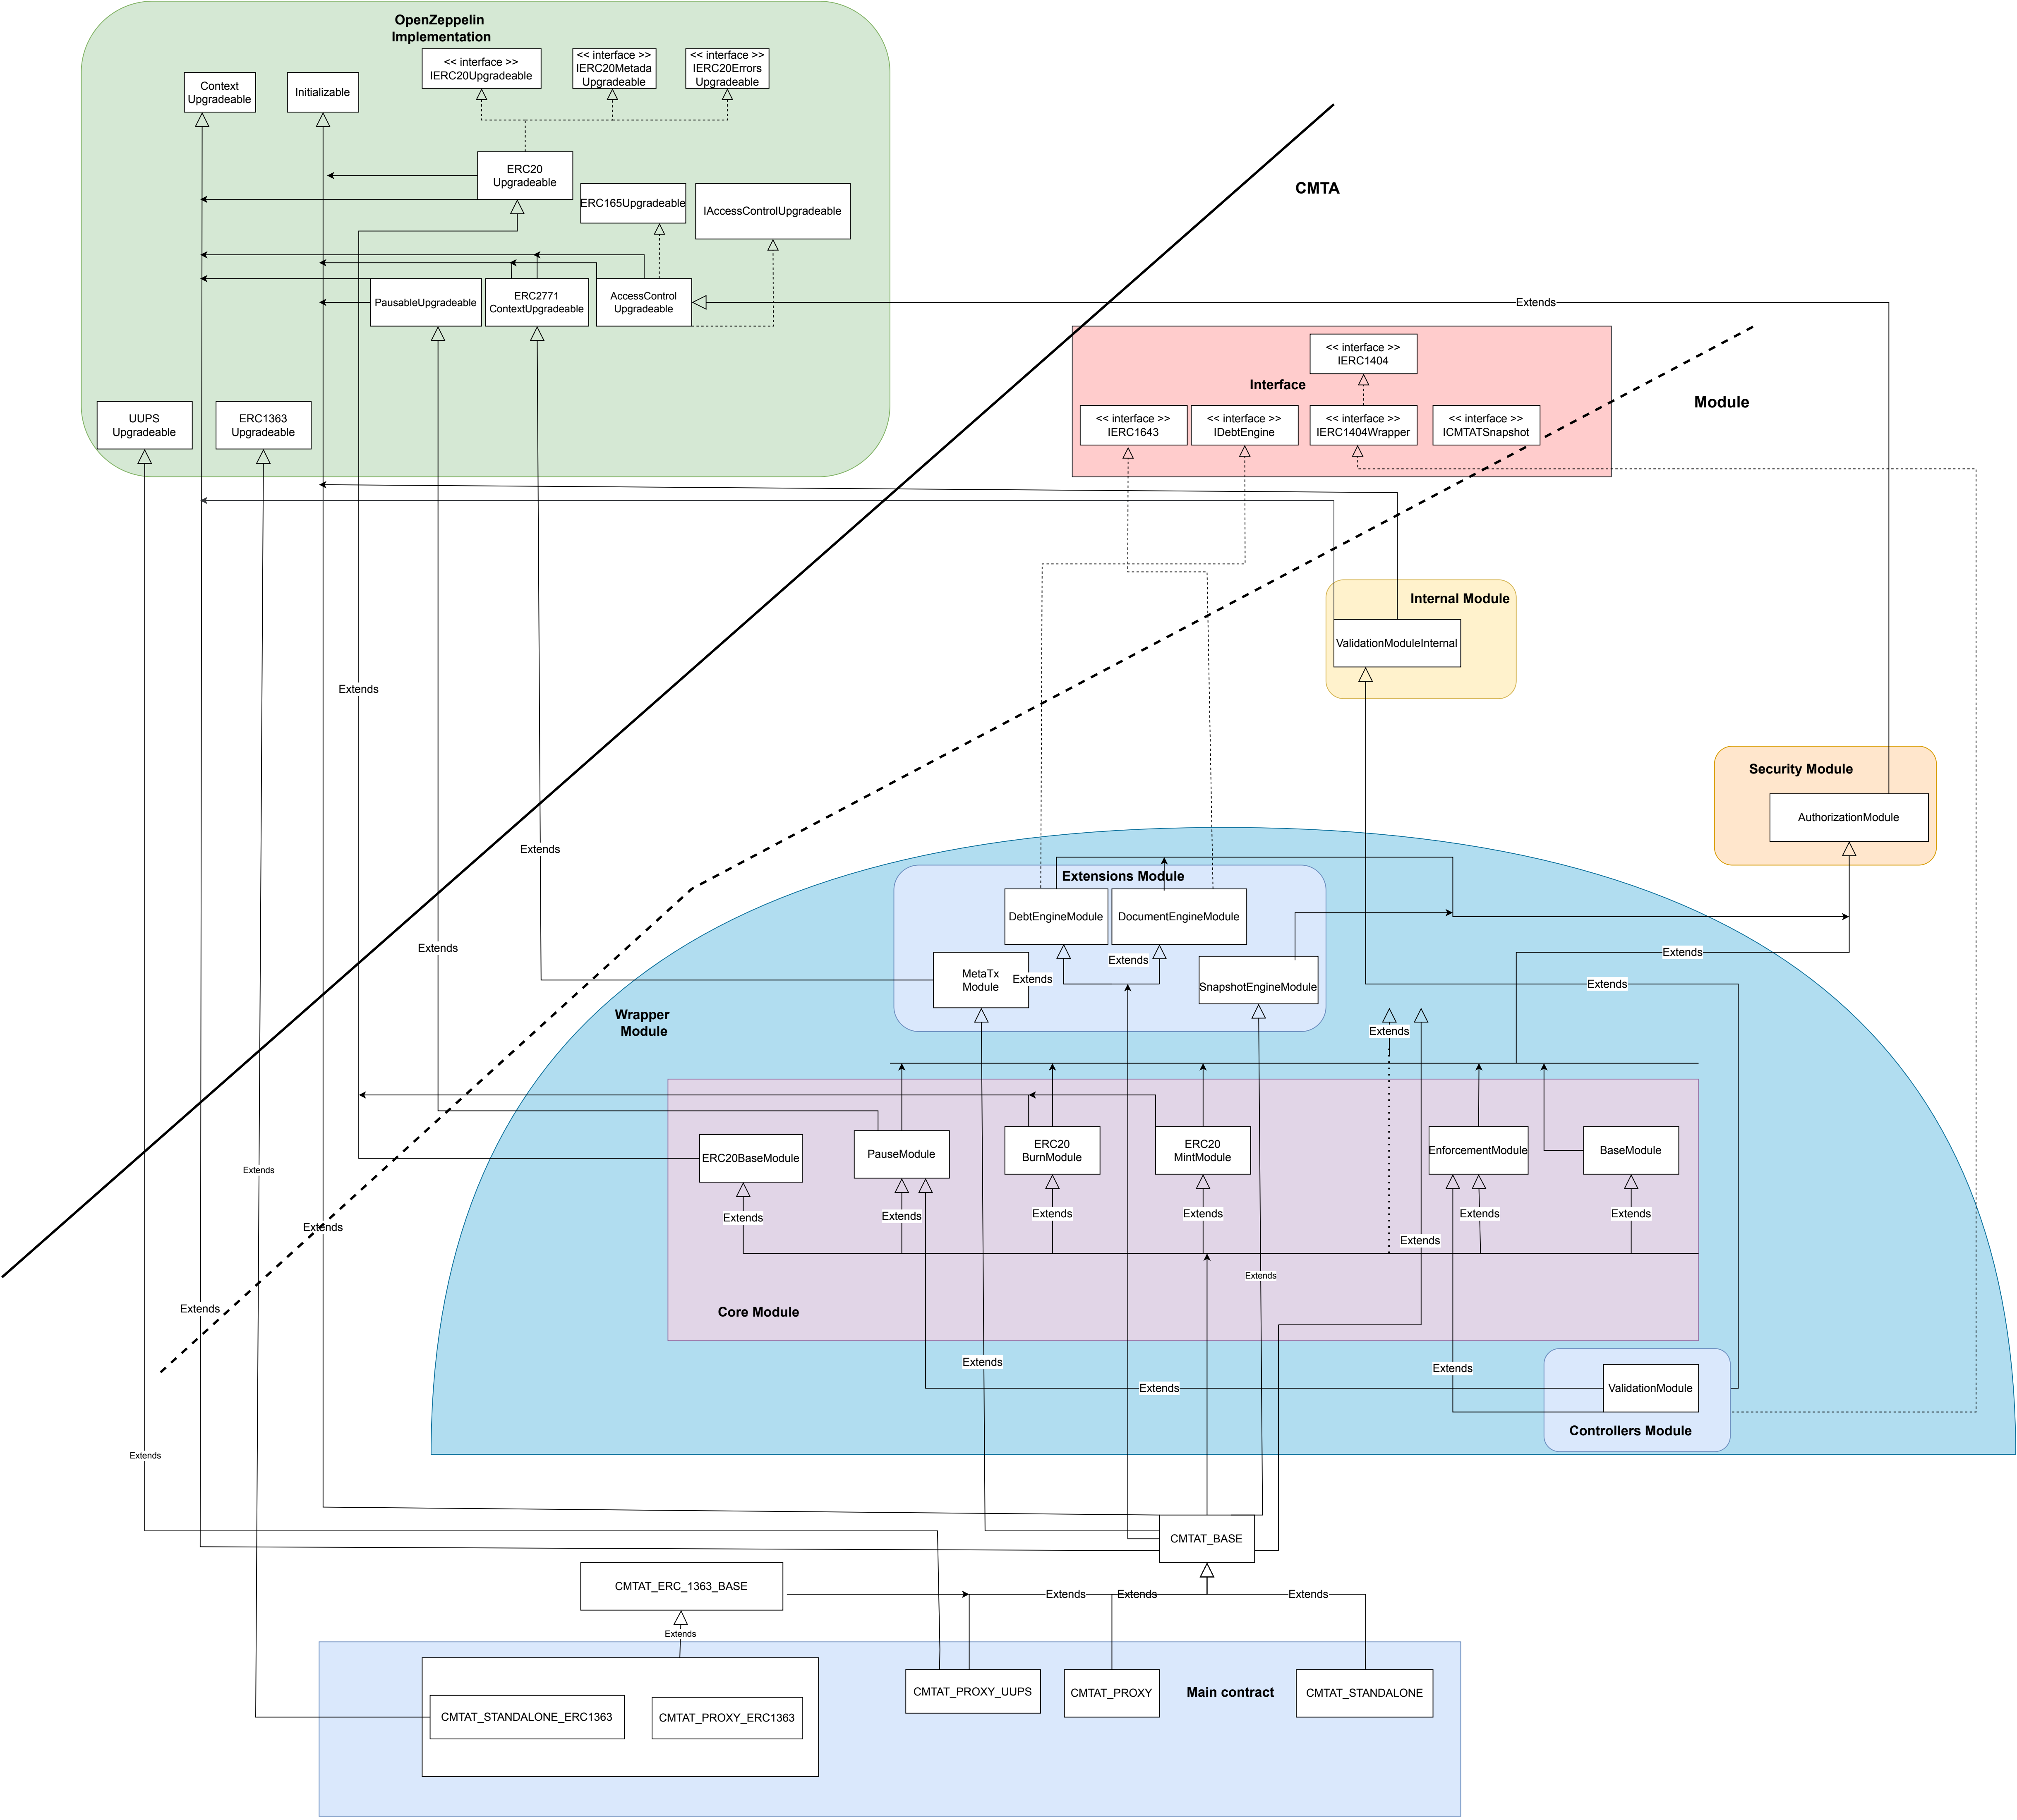 OpenZeppelin
Implementation
<< interface >>
IERC20Upgradeable
<< interface >>
IERC20Metada
Upgradeable
<< interface >>
IERC20Errors
Upgradeable
Context
Upgradeable
Initializable
ERC20
Upgradeable
ERC165Upgradeable
IAccessControlUpgradeable
PausableUpgradeable
ERC2771
ContextUpgradeable
AccessControl
Upgradeable
UUPS
Upgradeable
ERC1363
Upgradeable
CMTA
Extends
<< interface >>
IERC1404
Interface
<< interface >>
IERC1643
<< interface >>
IDebtEngine
<< interface >>
IERC1404Wrapper
<< interface >>
ICMTATSnapshot
Module
Internal Module
ValidationModuleInternal
Extends
Security Module
AuthorizationModule
Extends
Extensions Module
DebtEngineModule
DocumentEngineModule
Extends
Extends
Extends
MetaTx
Module
Extends
SnapshotEngineModule
Extends
Wrapper
Module
Extends
ERC20BaseModule
PauseModule
ERC20
BurnModule
ERC20
MintModule
EnforcementModule
BaseModule
Extends
Extends
Extends
Extends
Extends
Extends
Extends
Extends
Extends
Extends
Extends
Core Module
Extends
Extends
Extends
ValidationModule
Controllers Module
Extends
CMTAT_BASE
CMTAT_ERC_1363_BASE
Extends
Extends
Extends
Extends
CMTAT_PROXY_UUPS
CMTAT_PROXY
Main contract
CMTAT_STANDALONE
CMTAT_STANDALONE_ERC1363
CMTAT_PROXY_ERC1363